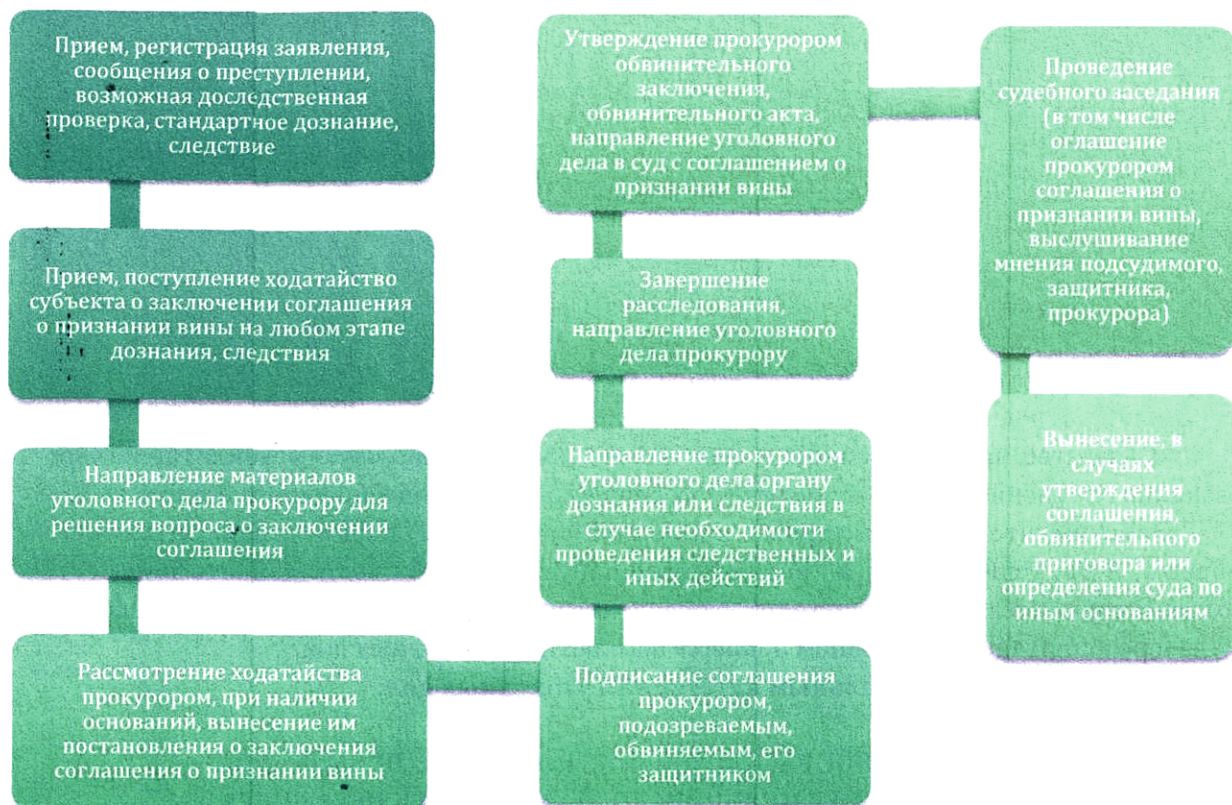 Прием, регистрация заявления,
сообщения о преступлении,
возможная доследственная
проверка, стандартное дознание,
следствие
Прием, поступление ходатайство
субъекта о заключении соглашения
о признании вины на любом этапе
дознания, следствия
Направление материалов
уголовного дела прокурору для
решения вопроса о заключении
соглашения
Рассмотрение ходатайства
прокурором, при наличии
оснований, вынесение им
постановления о заключения
соглашения о признании вины
Подписание соглашения
прокурором,
подозреваемым,
обвиняемым, его
защитником
Направление прокурором
уголовного дела органу
дознания или следствия в
случае необходимости
проведения следственных и
иных действий
Завершение
расследования,
направление уголовного
дела прокурору
Утверждение прокурором
обвинительного
заключения,
обвинительного акта,
направление уголовного
дела в суд с соглашением о
признании вины
Проведение
судебного заседания
(в том числе
оглашение
прокурором
соглашения о
признании вины,
выслушивание
мнения подсудимого,
защитника,
прокурора)
Вынесение, в
случаях
утверждения
соглашения,
обвинительного
приговора или
определения суда по
иным основаниям